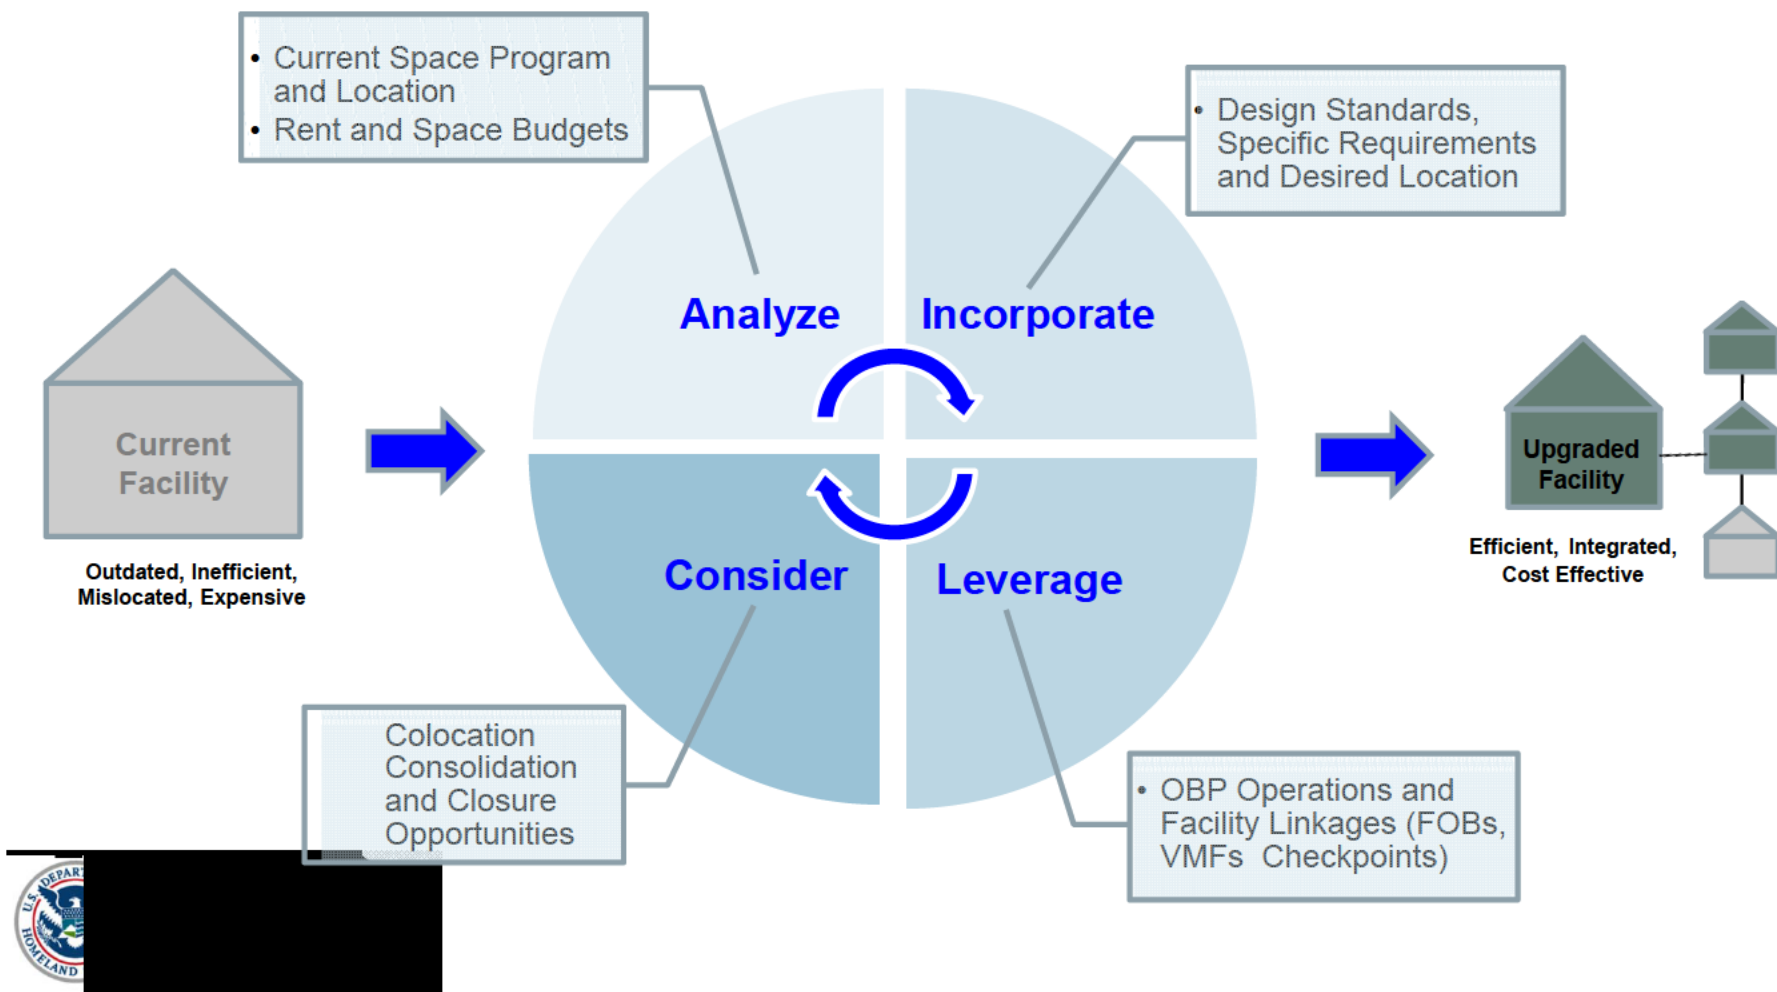 • Current Space Program
and Location
• Rent and Space Budgets
• Design Standards,
Specific Requirements
and Desired Location
Analyze
Incorporate
Current
Facility
Outdated, Inefficient,
Mislocated, Expensive
Upgraded
Facility
Efficient, Integrated,
Cost Effective
Consider
Leverage
Colocation
Consolidation
and Closure
Opportunities
• OBP Operations and
Facility Linkages (FOBs,
VMFs Checkpoints)
U.S. DEPAR
HOMELAND